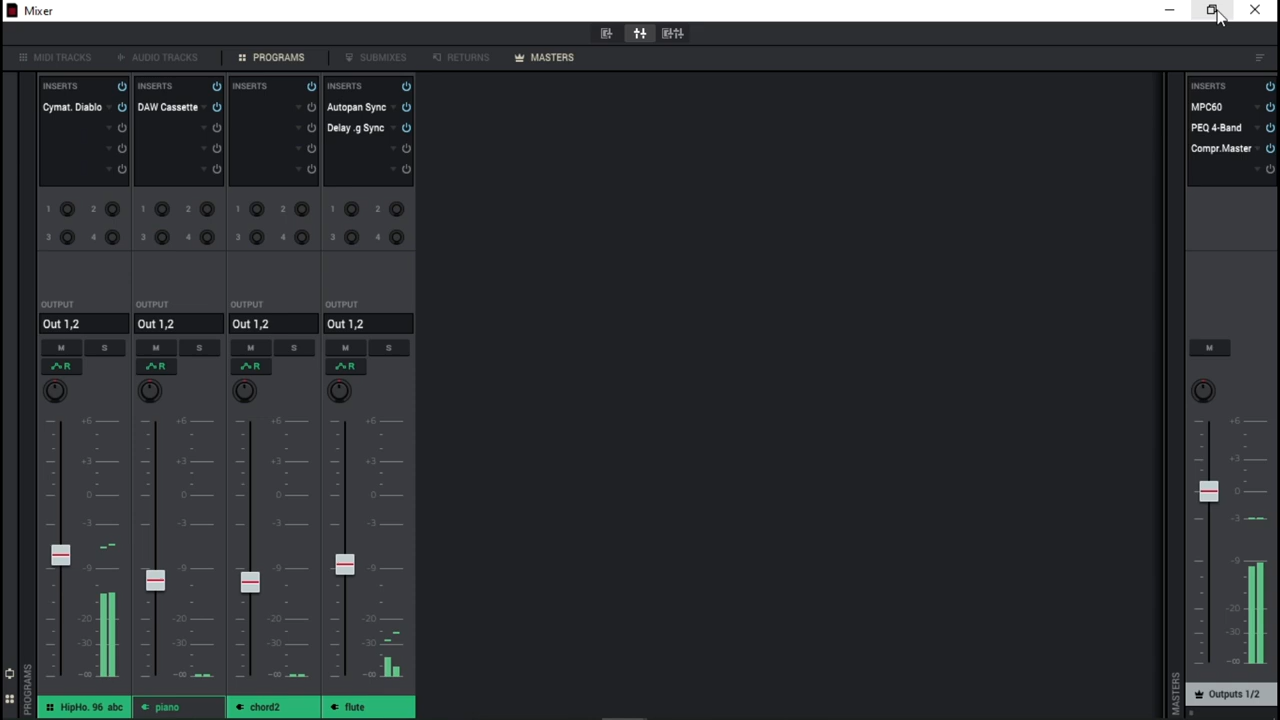 Mixer
MIDI TRACKS AUDIO TRACKS PROGRAMS SUBMIXES RETURNS MASTERS
INSERTS INSERTS INSERTS INSERTS INSERTS
Cymat. Diablo DAW Cassette Autopan Sync MPC60
Delay .g Sync PEQ 4-Band
Compr.Master
1 2 1 2 1 2 1 2
3 4 3 4 3 4 3 4
OUTPUT OUTPUT OUTPUT OUTPUT
Out 1,2 Out 1,2 Out 1,2 Out 1,2
M S M S M S M S M
R R R R
+6 +6 +6 +6 +6
+3 +3 +3 +3 +3
0 0 0 0 0
-3 -3 -3 -3 -3
-9 -9 -9 -9 -9
-20 -20 -20 -20 -20
-30 -30 -30 -30 -30
-∞ -∞ -∞ -∞ -∞
PROGRAMS
MASTERS
HipHo. 96 abc piano chord2 flute Outputs 1/2